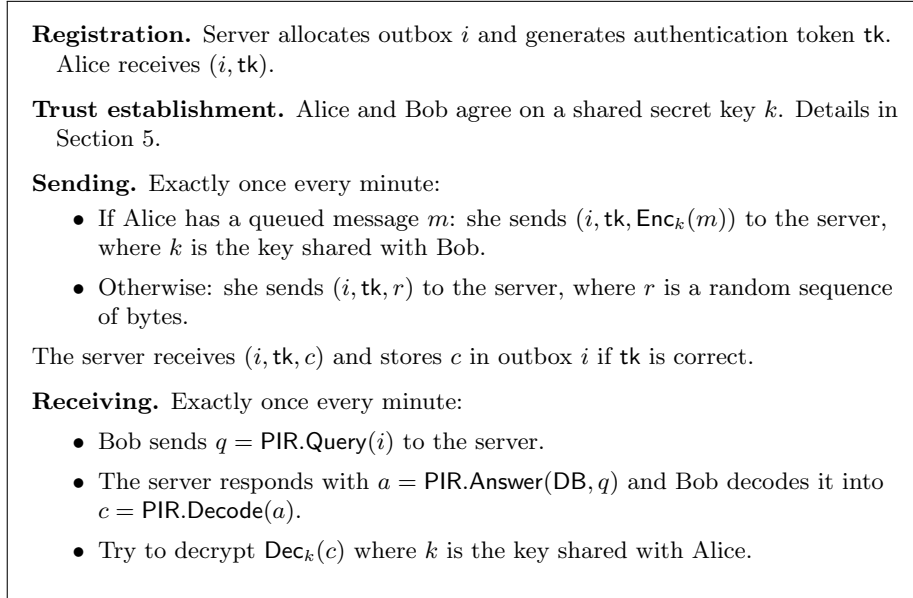 Registration. Server allocates outbox i and generates authentication token tk.
Alice receives (i, tk).
Trust establishment. Alice and Bob agree on a shared secret key k. Details in
Section 5.
Sending. Exactly once every minute:
• If Alice has a queued message m: she sends (i, tk, Enc_k(m)) to the server,
where k is the key shared with Bob.
• Otherwise: she sends (i, tk, r) to the server, where r is a random sequence
of bytes.
The server receives (i, tk, c) and stores c in outbox i if tk is correct.
Receiving. Exactly once every minute:
• Bob sends q = PIR.Query(i) to the server.
• The server responds with a = PIR.Answer(DB, q) and Bob decodes it into
c = PIR.Decode(a).
• Try to decrypt Dec_k(c) where k is the key shared with Alice.